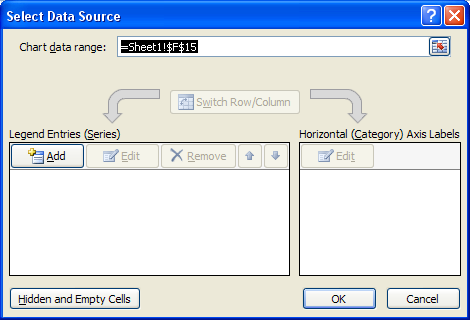 Select Data Source
Chart data range: =Sheet1!$F$15
Switch Row/Column
Legend Entries (Series)
Horizontal (Category) Axis Labels
Add Edit Remove
Edit
Hidden and Empty Cells
OK Cancel